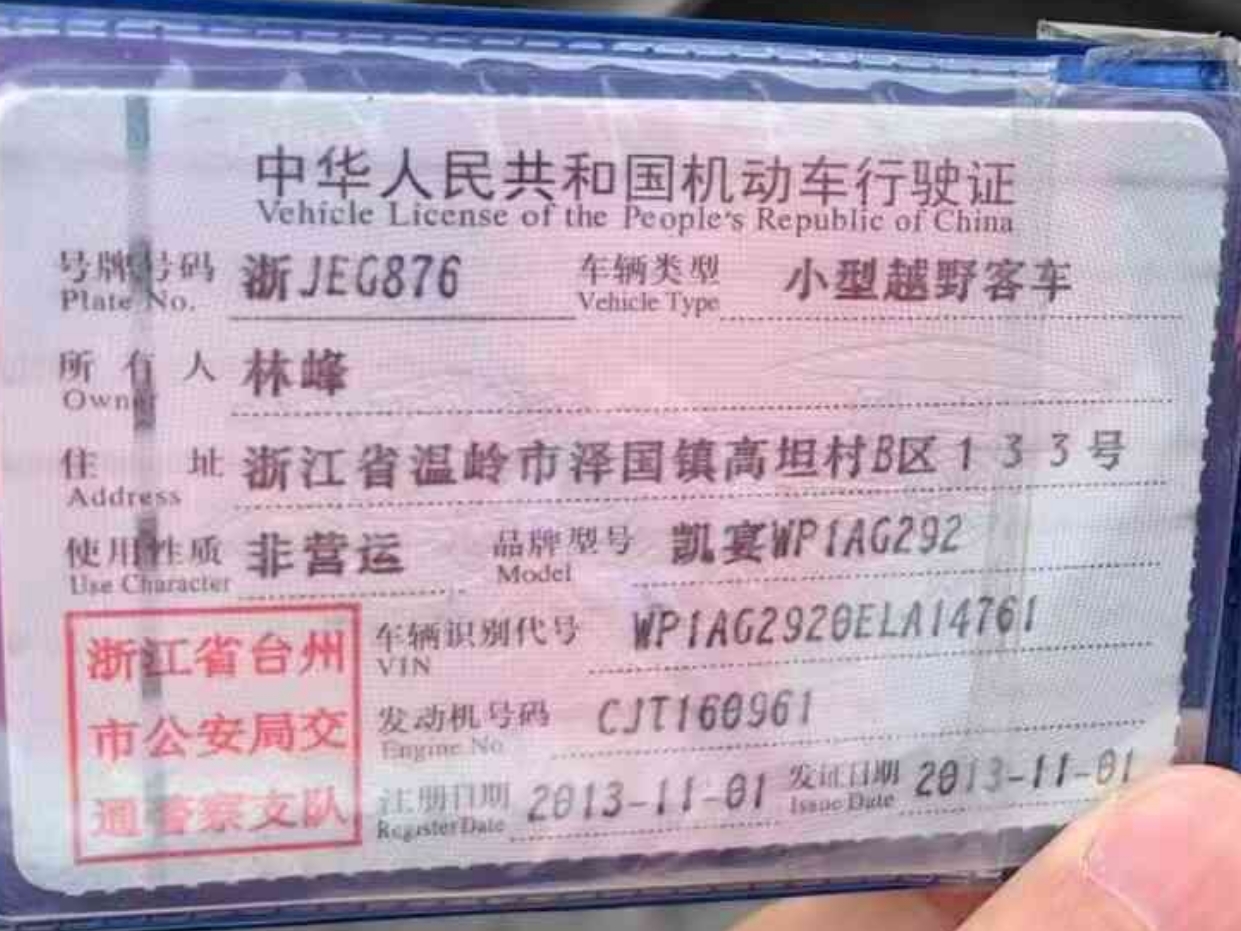 中华人民共和国机动车行驶证
Vehicle License of the People's Republic of China
号牌号码 浙JEG876 车辆类型 小型越野客车
Plate No. Vehicle Type
所有人 林峰
Owner
住址 浙江省温岭市泽国镇高坦村B区133号
Address
使用性质 非营运 品牌型号 凯宴WP1AG292
Use Character Model
车辆识别代号 WP1AG2920ELA14761
VIN
发动机号码 CJT160961
Engine No.
注册日期 2013-11-01 发证日期 2013-11-01
Register Date Issue Date
浙江省台州
市公安局交
通警察支队